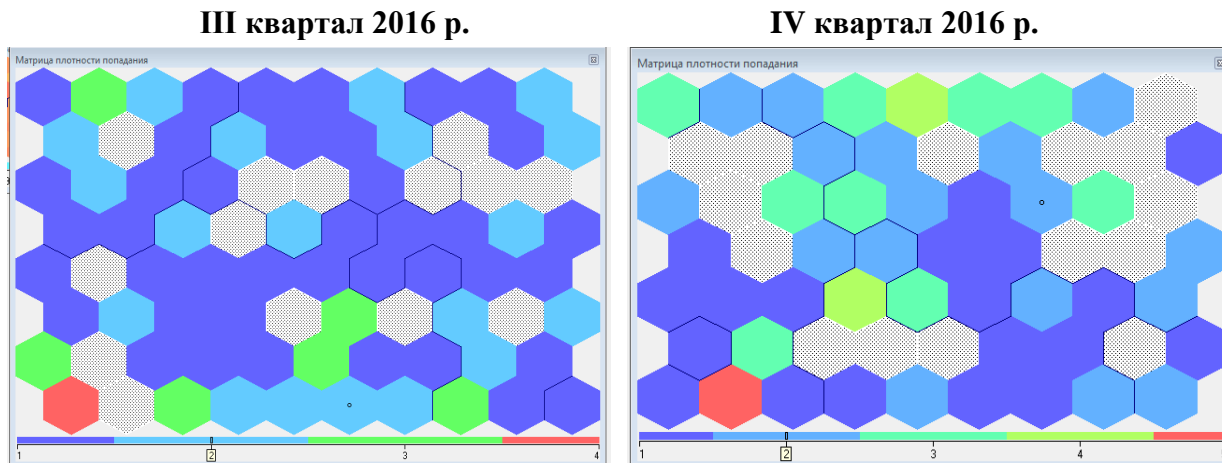 III квартал 2016 р.
IV квартал 2016 р.
Матрица плотности попадания
Матрица плотности попадания
1 2 3 4
1 2 3 4